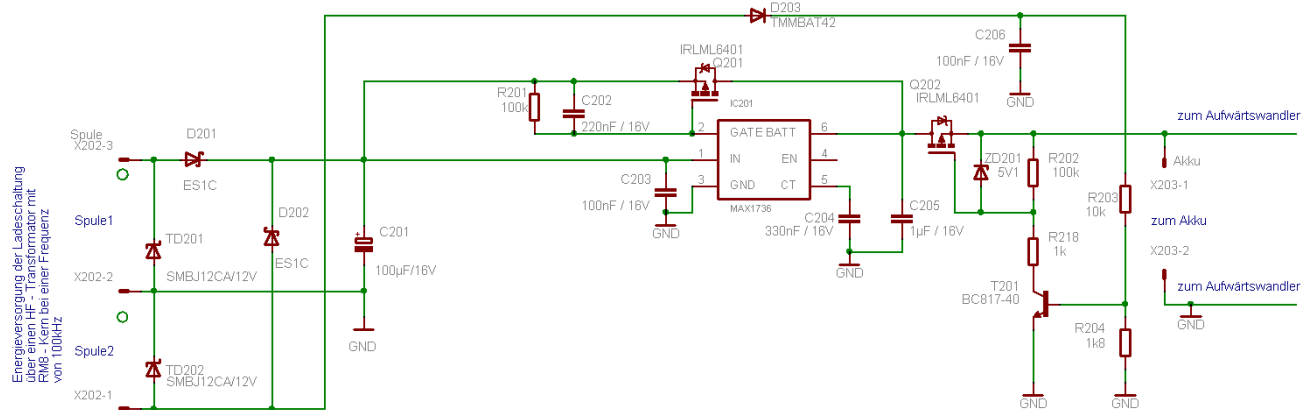 D203
TMMBAT42
C206
100nF / 16V
GND
IRLML6401
Q201
IC201
R201
100k
C202
220nF / 16V
Q202
IRLML6401
zum Aufwärtswandler
2 GATE BATT 6
1 IN EN 4
3 GND CT 5
MAX1736
Spule
X202-3
D201
ES1C
C203
100nF / 16V
GND
ZD201
5V1
R202
100k
Akku
X203-1
R203
10k
zum Akku
Spule1
D202
ES1C
TD201
SMBJ12CA/12V
C201
+
100µF/16V
C204
330nF / 16V
C205
1µF / 16V
GND
R218
1k
X203-2
X202-2
T201
BC817-40
zum Aufwärtswandler
GND
GND
Spule2
TD202
SMBJ12CA/12V
R204
1k8
X202-1
GND
GND
Energieversorgung der Ladeschaltung
über einen HF - Transformator mit
RM8 - Kern bei einer Frequenz
von 100kHz